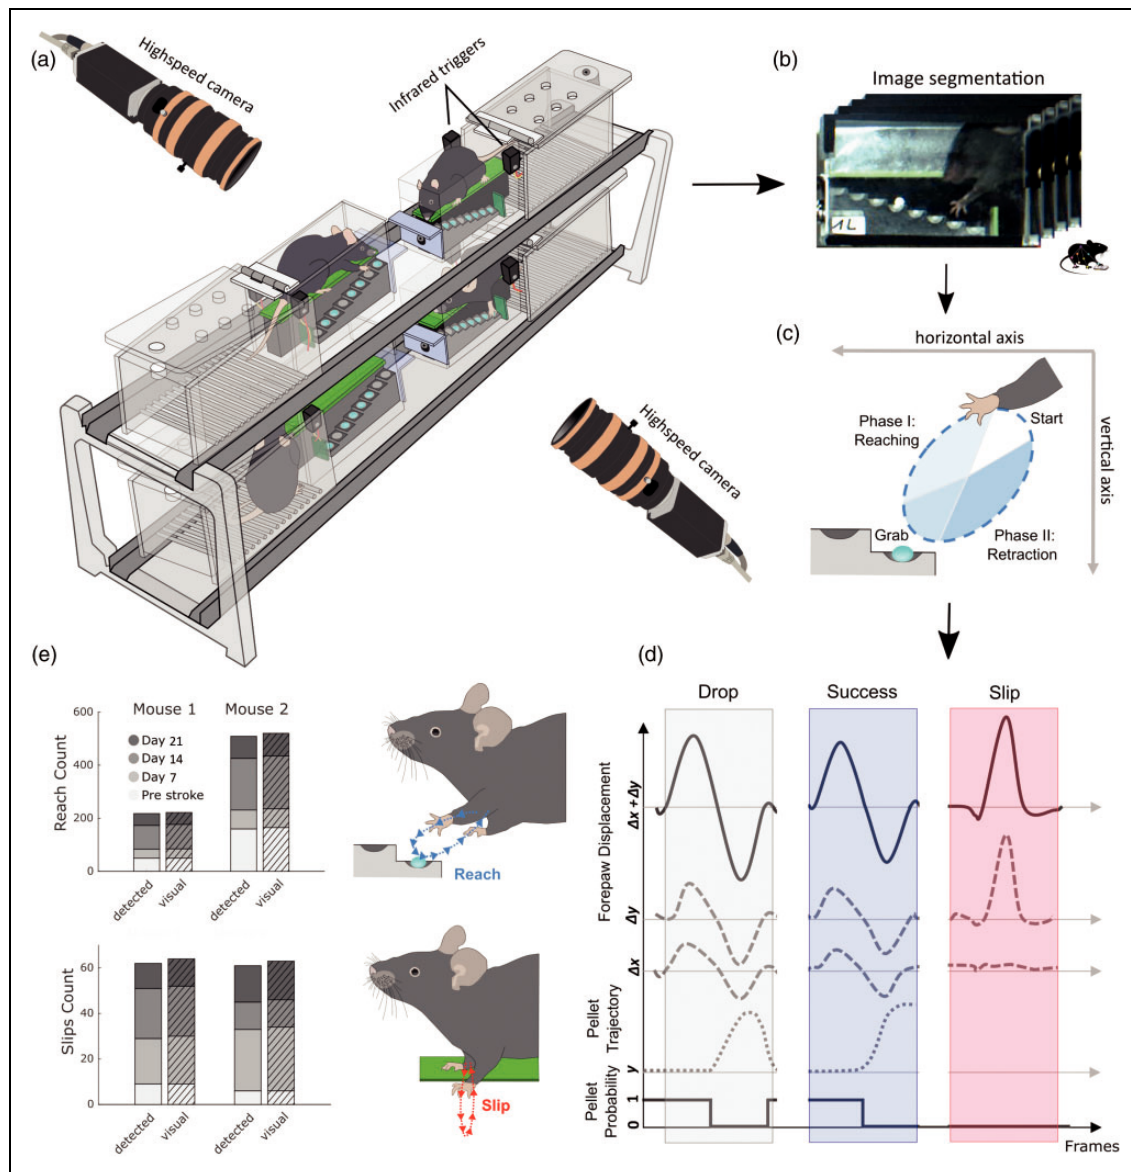 (a)
Highspeed camera
Infrared triggers
Highspeed camera
(b)
Image segmentation
1L
(c)
horizontal axis
vertical axis
Phase I:
Reaching
Start
Grab
Phase II:
Retraction
(e)
Reach Count
600
400
200
0
Mouse 1 Mouse 2
Day 21
Day 14
Day 7
Pre stroke
detected
visual
detected
visual
Reach
Slips Count
60
40
20
0
detected
visual
detected
visual
Slip
(d)
Drop Success Slip
Forepaw Displacement
Δx +Δy
Δy
Δx
Pellet
Trajectory
y
Pellet
Probability
1
0
Frames